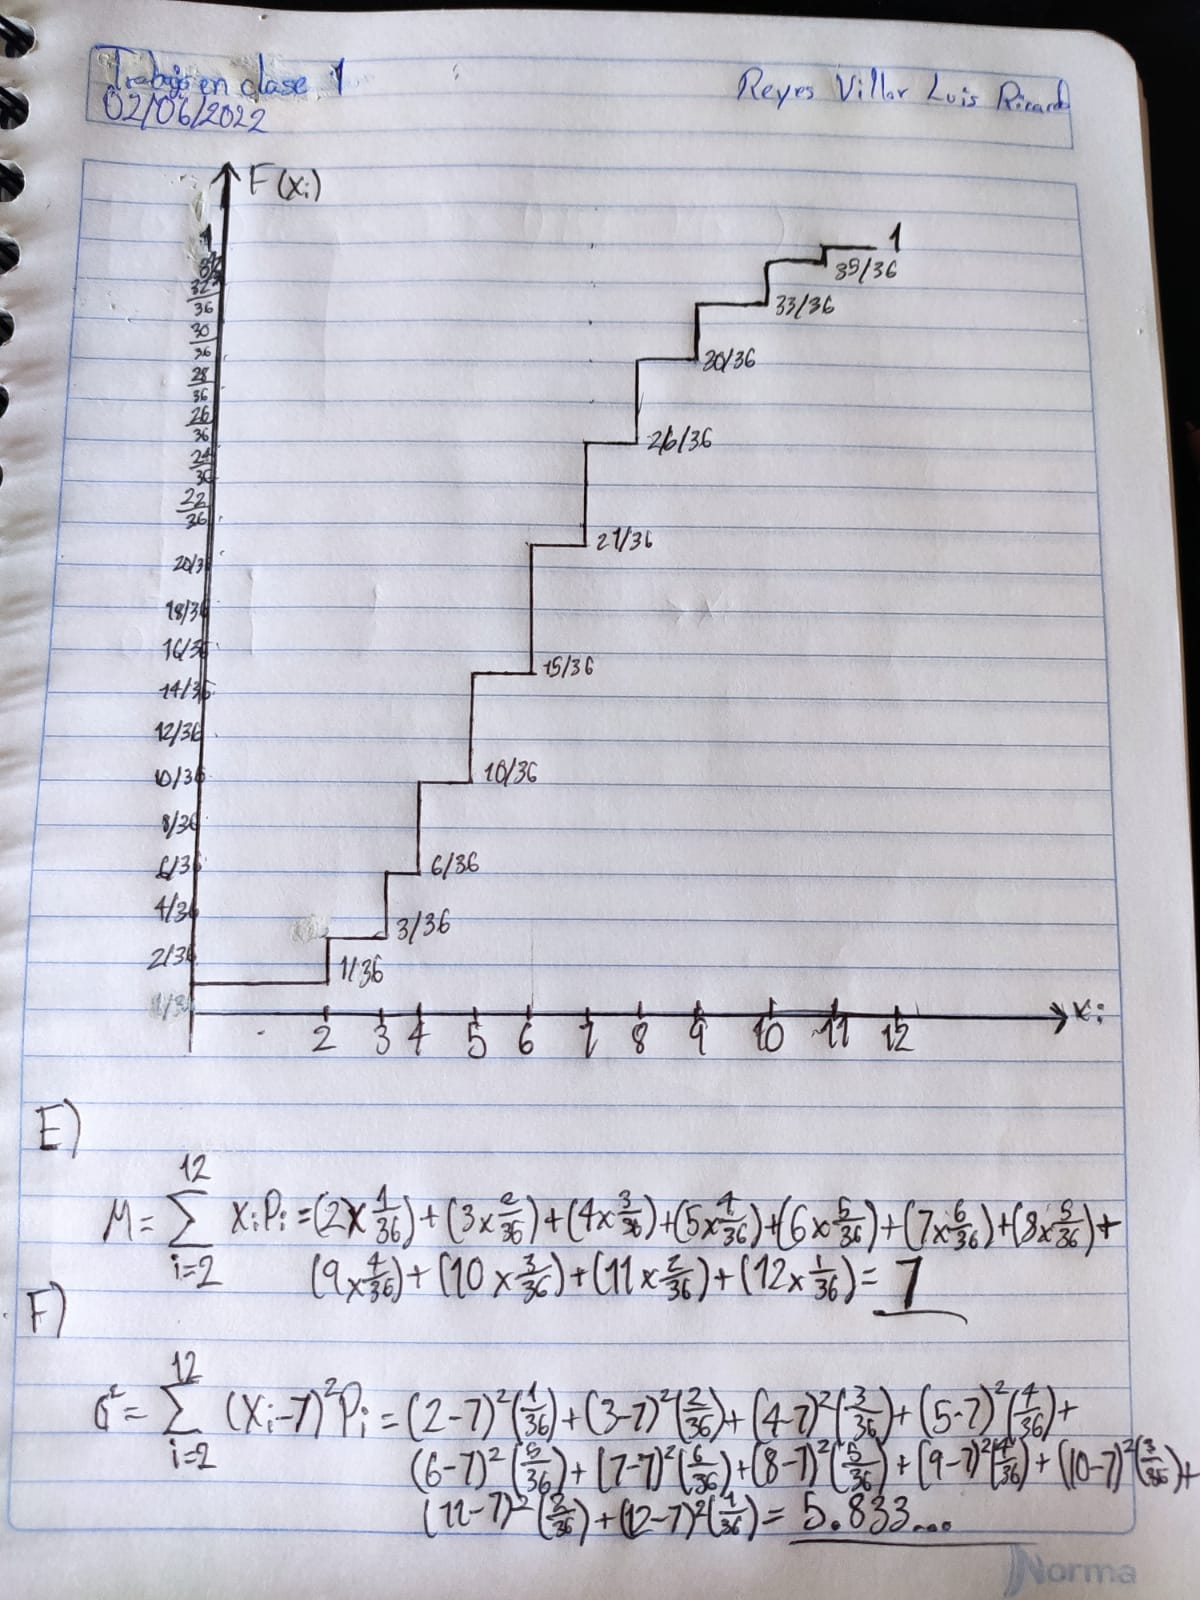 Trabajo en clase 1
02/06/2022
Reyes Villar Luis Ricardo
F(xi)
1
32/36
30/36
28/36
26/36
24/36
22/36
20/36
18/36
16/36
14/36
12/36
10/36
8/36
6/36
4/36
2/36
1/36
1
35/36
33/36
30/36
26/36
21/36
15/36
10/36
6/36
3/36
1/36
2 3 4 5 6 7 8 9 10 11 12
xi
E)
M = 12 Σ i=2 xiPi = (2x1/36)+(3x2/36)+(4x3/36)+(5x4/36)+(6x5/36)+(7x6/36)+(8x5/36)+
(9x4/36)+(10x3/36)+(11x2/36)+(12x1/36)= 7
F)
σ² = 12 Σ i=2 (xi-7)²Pi = (2-7)²(1/36)+(3-7)²(2/36)+(4-7)²(3/36)+(5-7)²(4/36)+
(6-7)²(5/36)+(7-7)²(6/36)+(8-7)²(5/36)+(9-7)²(4/36)+(10-7)²(3/36)+
(11-7)²(2/36)+(12-7)²(1/36)= 5.833...
Norma